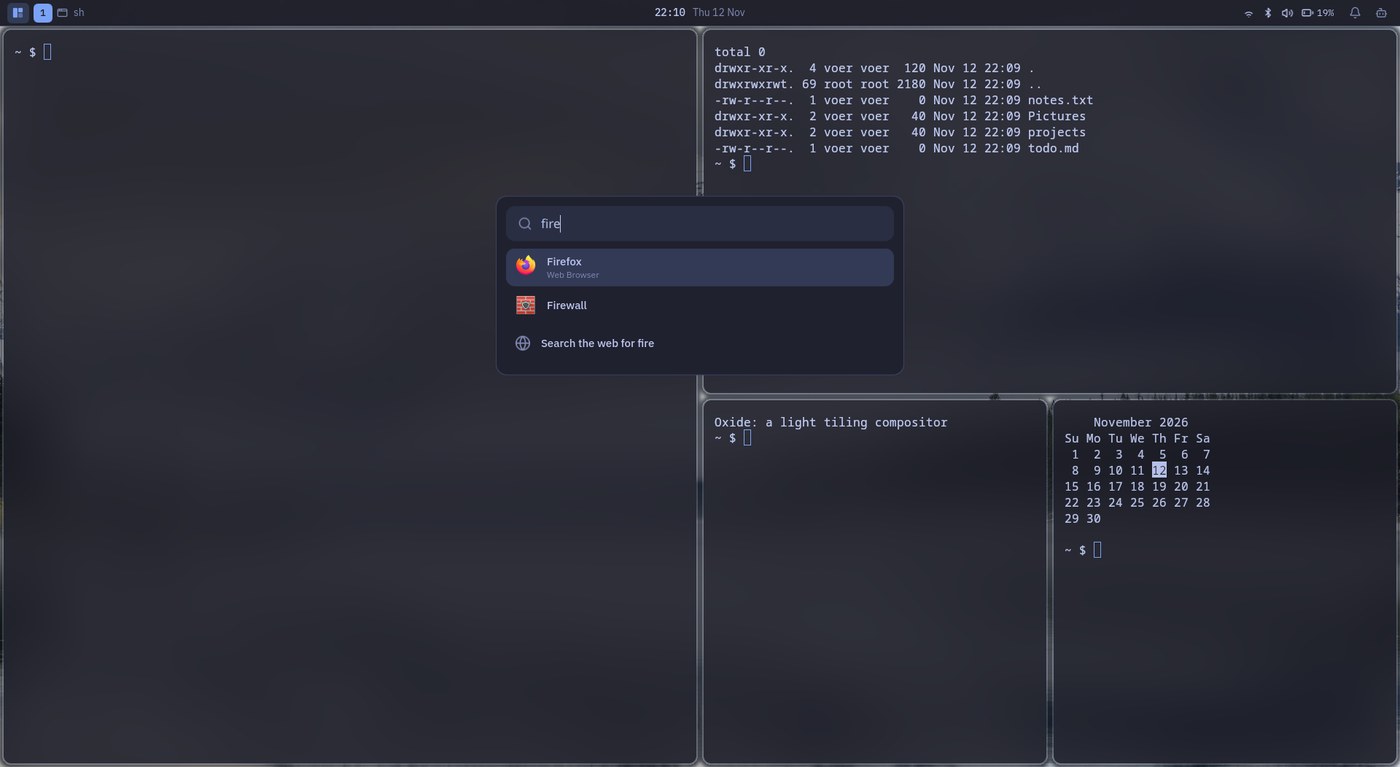 1 sh 22:10 Thu 12 Nov 19%
~ $
total 0
drwxr-xr-x.  4 voer voer  120 Nov 12 22:09 .
drwxrwxrwt. 69 root root 2180 Nov 12 22:09 ..
-rw-r--r--.  1 voer voer    0 Nov 12 22:09 notes.txt
drwxr-xr-x.  2 voer voer   40 Nov 12 22:09 Pictures
drwxr-xr-x.  2 voer voer   40 Nov 12 22:09 projects
-rw-r--r--.  1 voer voer    0 Nov 12 22:09 todo.md
~ $
fire
Firefox
Web Browser
Firewall
Search the web for fire
Oxide: a light tiling compositor
~ $
November 2026
Su Mo Tu We Th Fr Sa
 1  2  3  4  5  6  7
 8  9 10 11 12 13 14
15 16 17 18 19 20 21
22 23 24 25 26 27 28
29 30
~ $